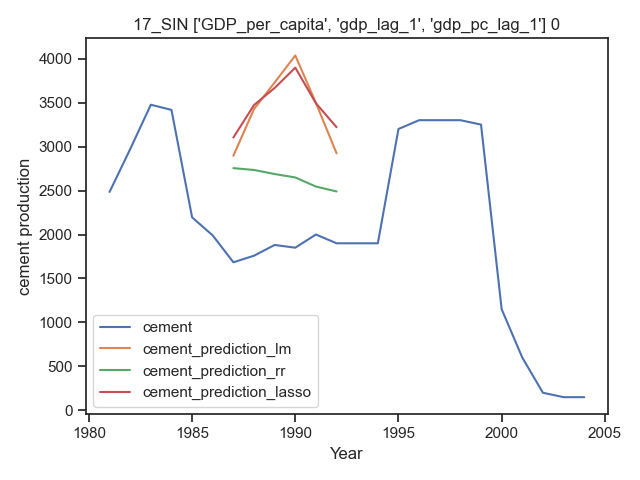 17_SIN ['GDP_per_capita', 'gdp_lag_1', 'gdp_pc_lag_1'] 0
4000
3500
3000
2500
2000
1500
1000
500
0
cement production
cement
cement_prediction_lm
cement_prediction_rr
cement_prediction_lasso
1980 1985 1990 1995 2000 2005
Year